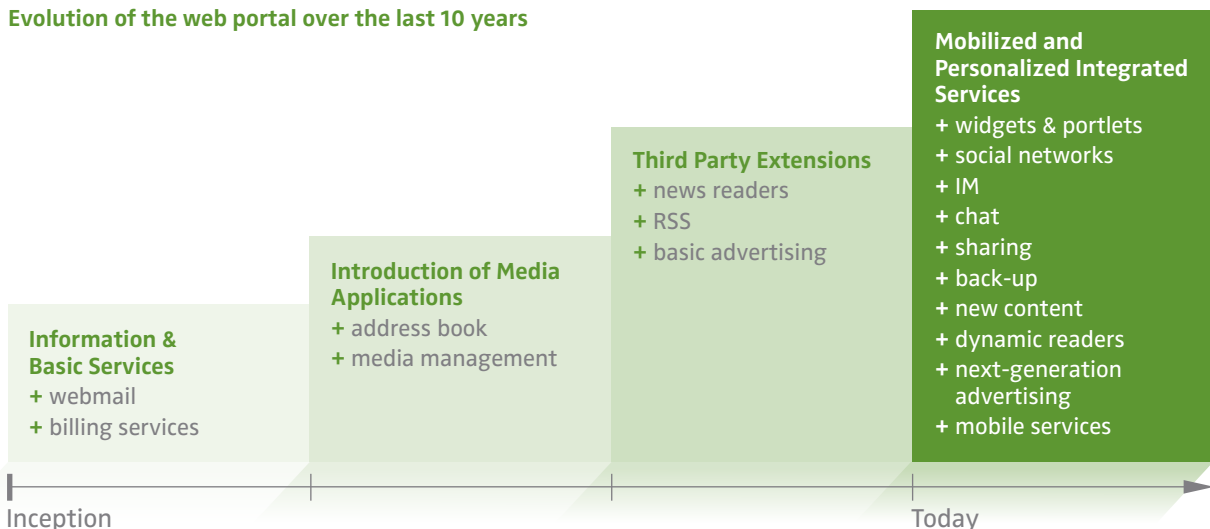 Evolution of the web portal over the last 10 years
Information &
Basic Services
+ webmail
+ billing services
Introduction of Media
Applications
+ address book
+ media management
Third Party Extensions
+ news readers
+ RSS
+ basic advertising
Mobilized and
Personalized Integrated
Services
+ widgets & portlets
+ social networks
+ IM
+ chat
+ sharing
+ back-up
+ new content
+ dynamic readers
+ next-generation
advertising
+ mobile services
Inception
Today